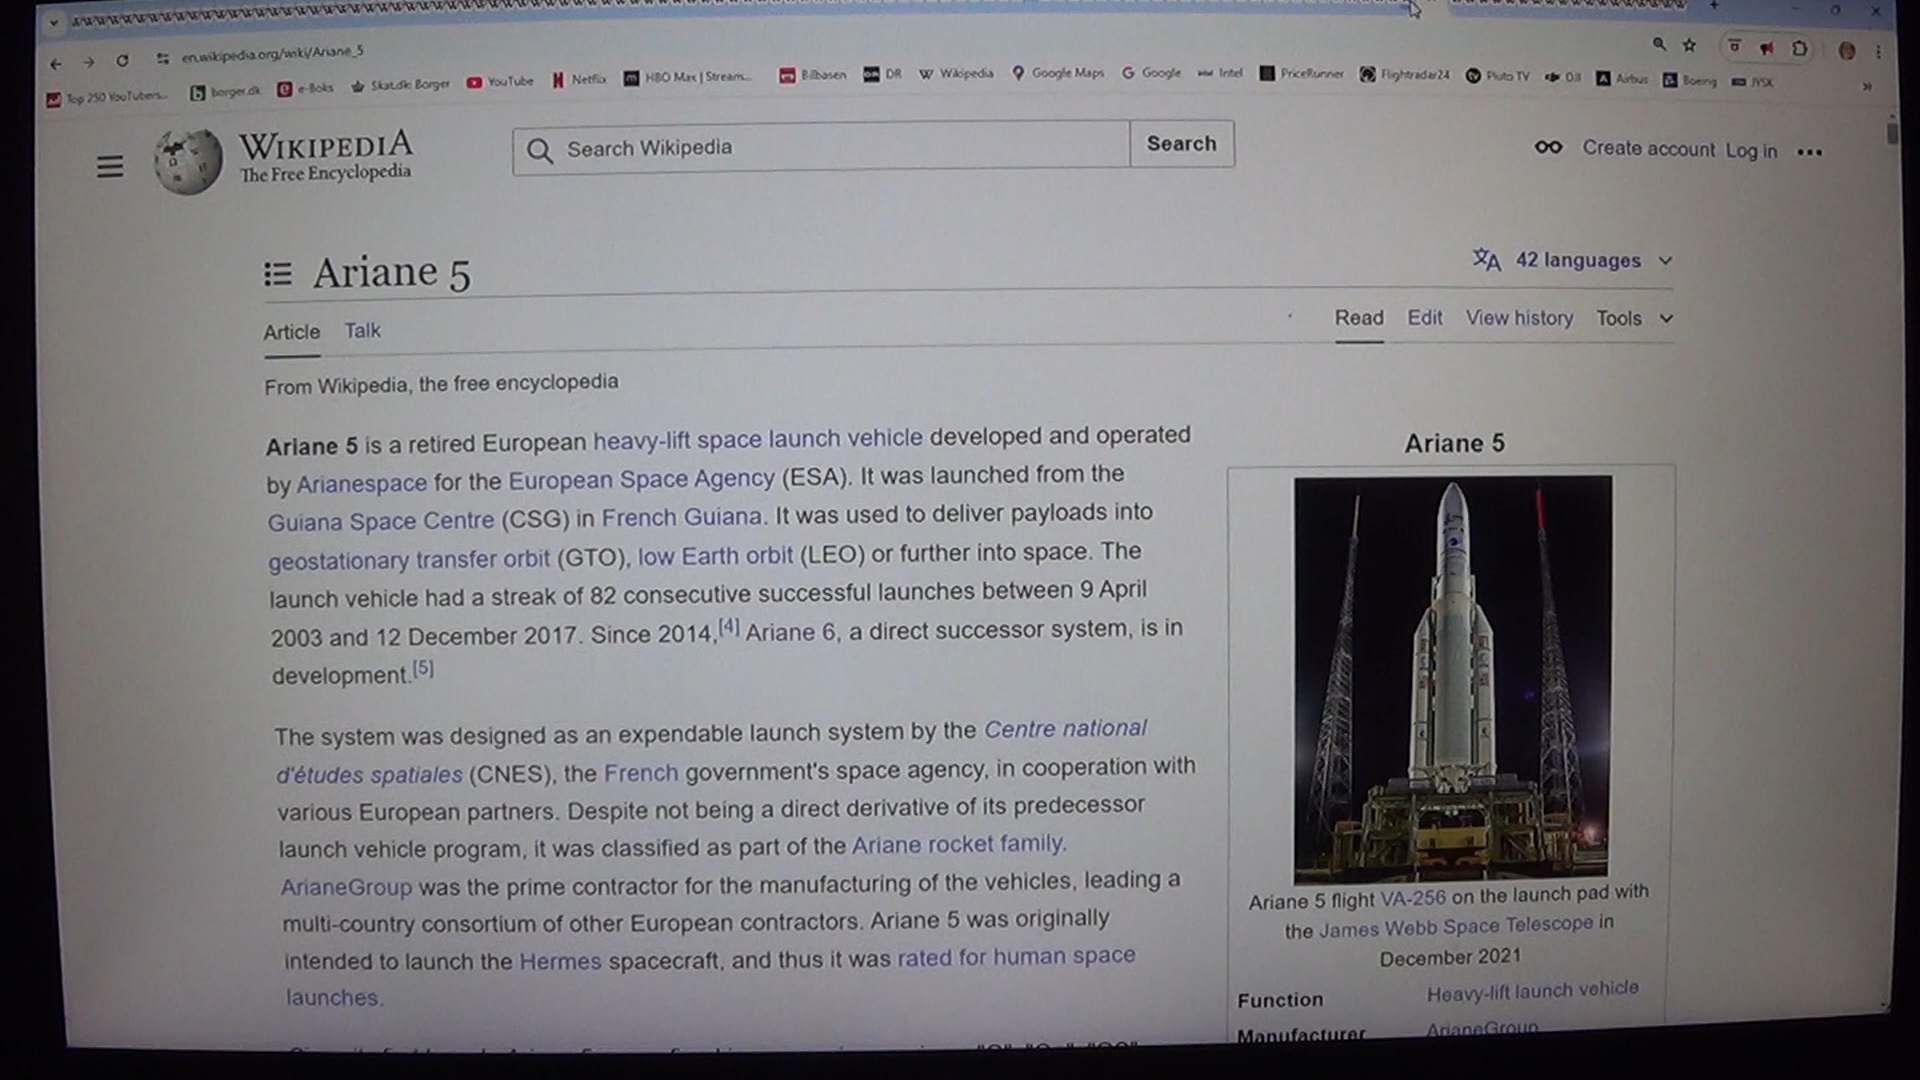 en.wikipedia.org/wiki/Ariane_5
Top 250 YouTubers... borger.dk e-Boks Skat.dk: Borger YouTube Netflix HBO Max | Stream... Bilbasen DR Wikipedia Google Maps Google Intel PriceRunner Flightradar24 Pluto TV DJI Airbus Boeing JYSK
WIKIPEDIA
The Free Encyclopedia
Search Wikipedia Search
Create account Log in
Ariane 5
42 languages
Article Talk Read Edit View history Tools
From Wikipedia, the free encyclopedia
Ariane 5 is a retired European heavy-lift space launch vehicle developed and operated
by Arianespace for the European Space Agency (ESA). It was launched from the
Guiana Space Centre (CSG) in French Guiana. It was used to deliver payloads into
geostationary transfer orbit (GTO), low Earth orbit (LEO) or further into space. The
launch vehicle had a streak of 82 consecutive successful launches between 9 April
2003 and 12 December 2017. Since 2014,[4] Ariane 6, a direct successor system, is in
development.[5]
The system was designed as an expendable launch system by the Centre national
d'études spatiales (CNES), the French government's space agency, in cooperation with
various European partners. Despite not being a direct derivative of its predecessor
launch vehicle program, it was classified as part of the Ariane rocket family.
ArianeGroup was the prime contractor for the manufacturing of the vehicles, leading a
multi-country consortium of other European contractors. Ariane 5 was originally
intended to launch the Hermes spacecraft, and thus it was rated for human space
launches.
Ariane 5
Ariane 5 flight VA-256 on the launch pad with
the James Webb Space Telescope in
December 2021
Function Heavy-lift launch vehicle
Manufacturer ArianeGroup